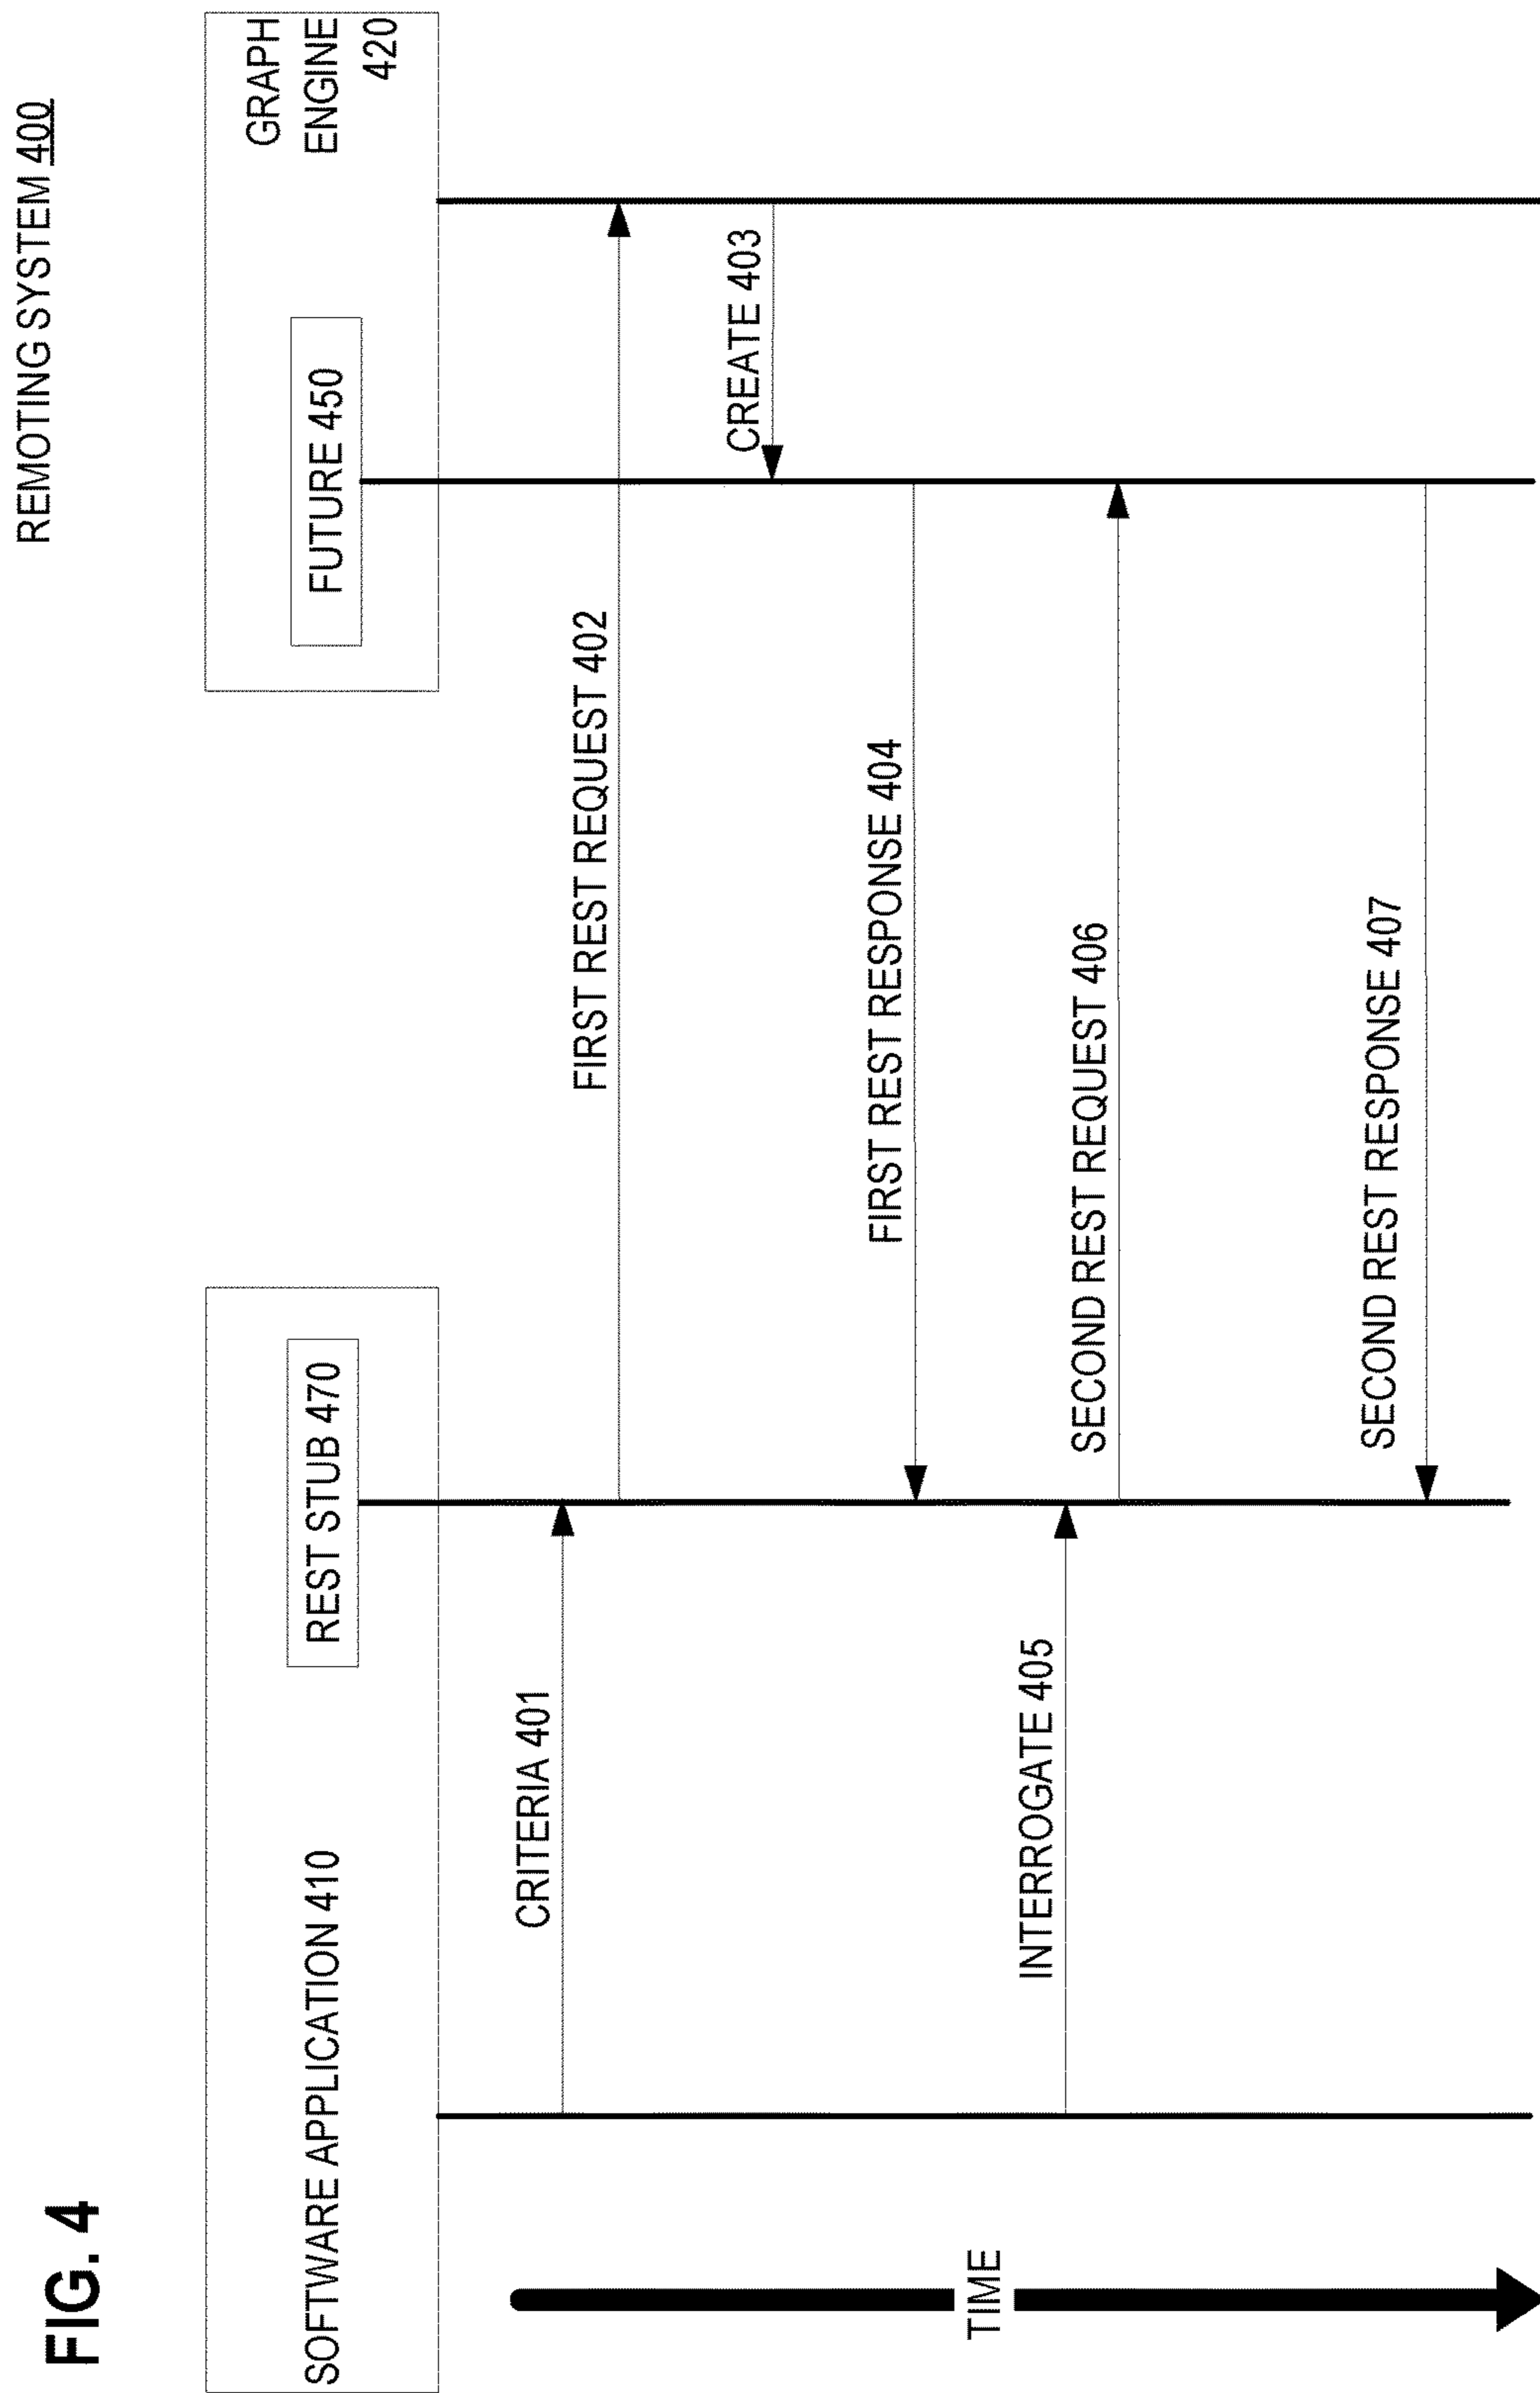 FIG. 4
REMOTING SYSTEM 400
SOFTWARE APPLICATION 410
REST STUB 470
FUTURE 450
GRAPH
ENGINE
420
CRITERIA 401
FIRST REST REQUEST 402
CREATE 403
FIRST REST RESPONSE 404
INTERROGATE 405
SECOND REST REQUEST 406
SECOND REST RESPONSE 407
TIME